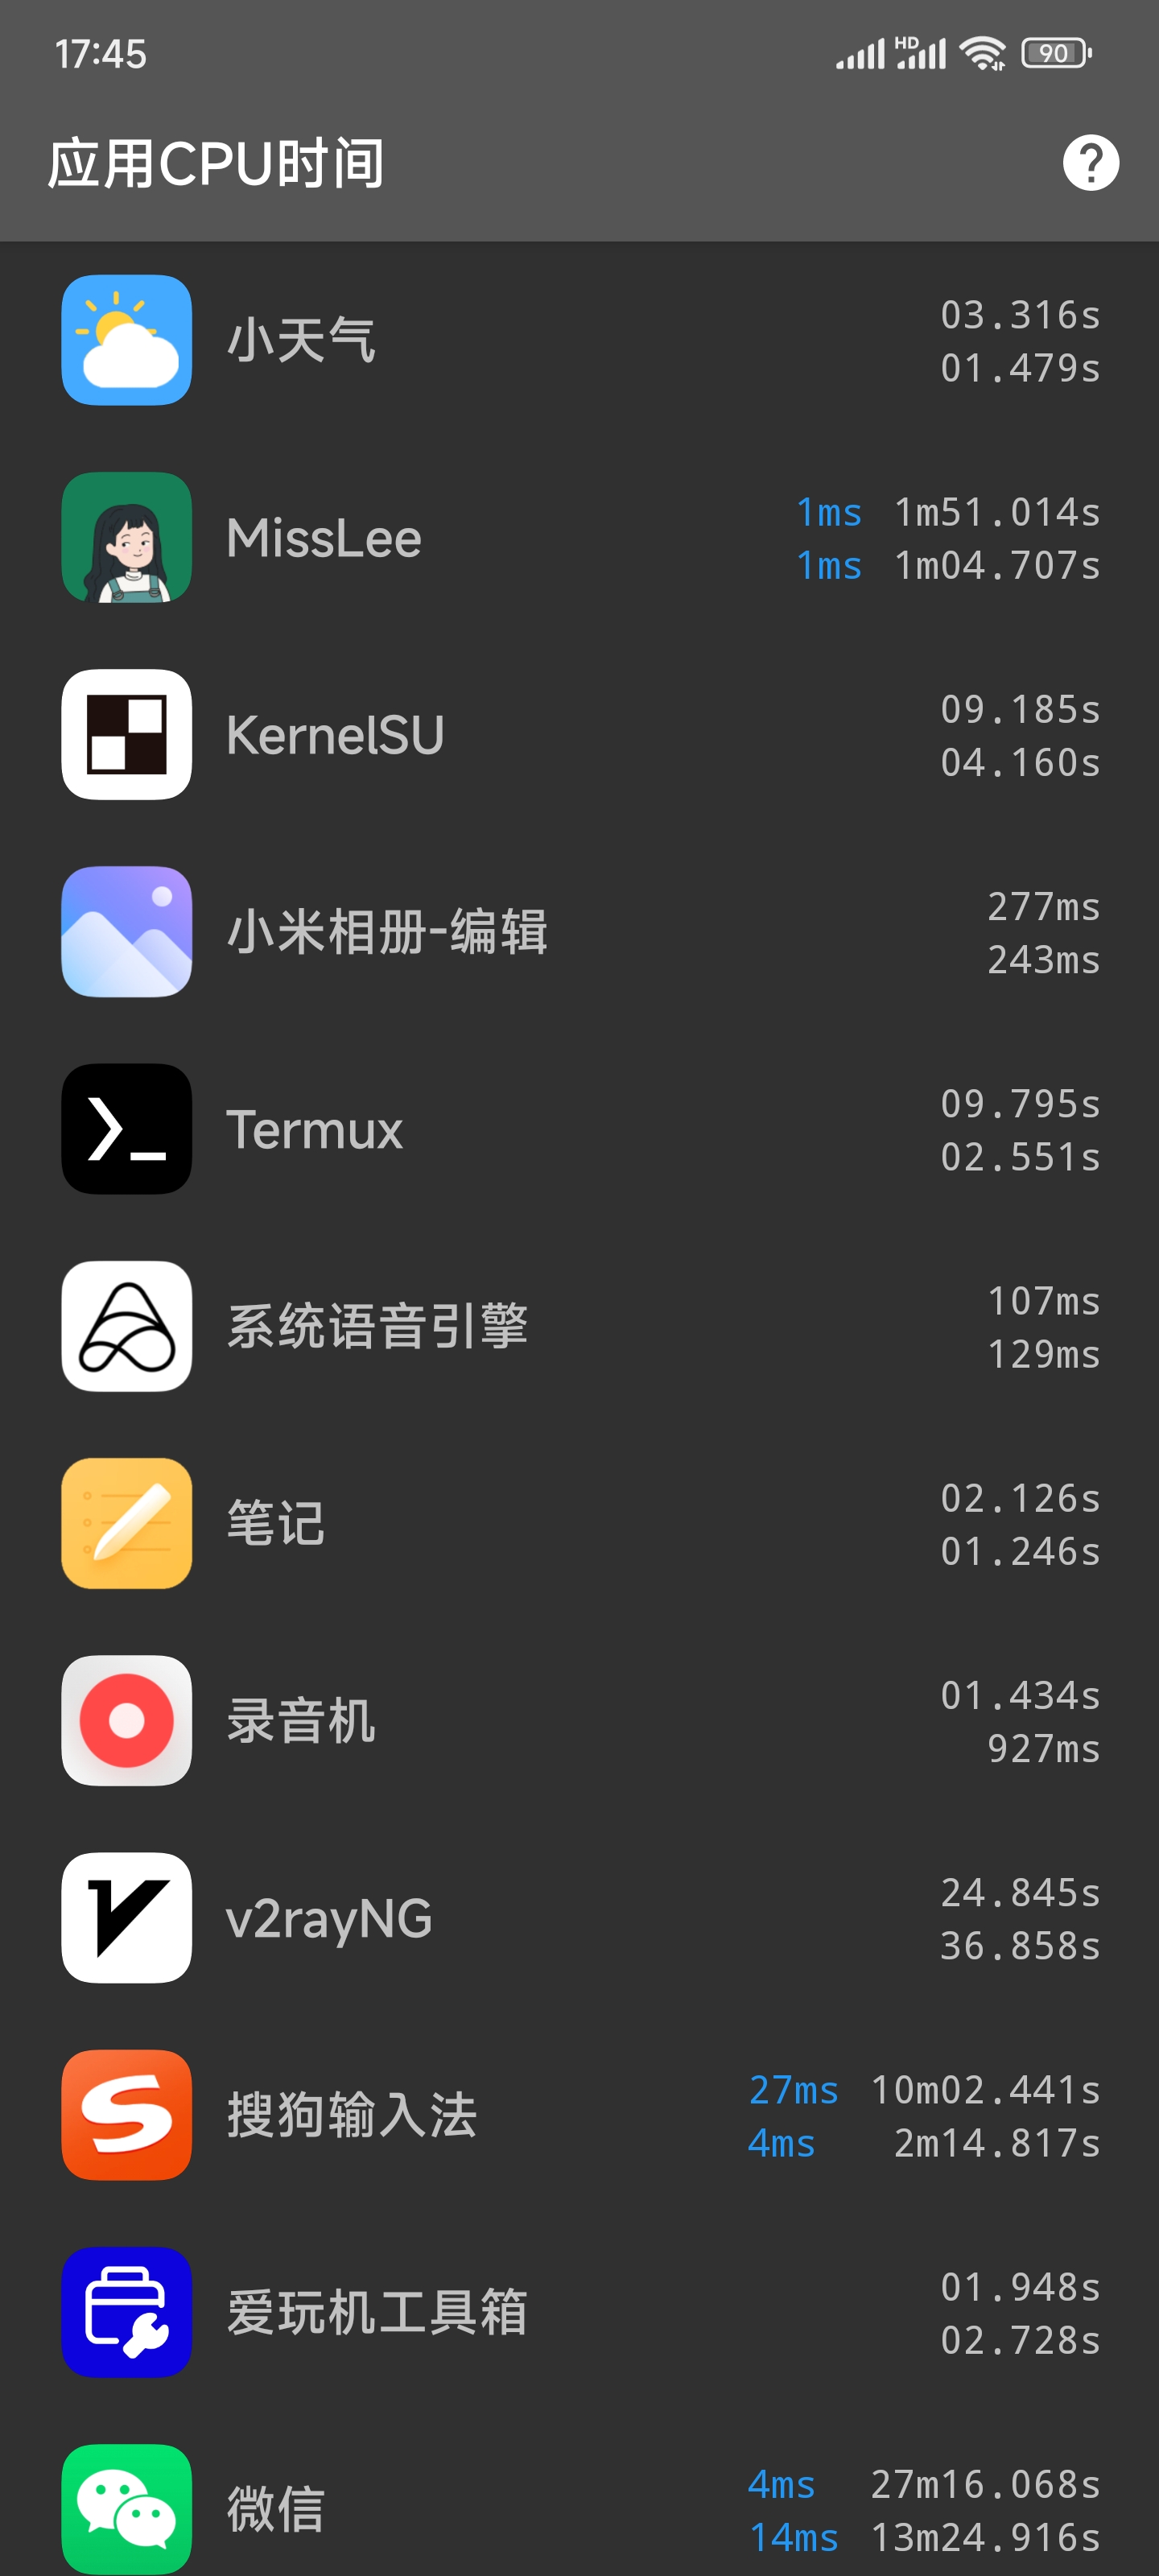 17:45 HD 90
应用CPU时间
小天气 03.316s
01.479s
MissLee 1ms 1m51.014s
1ms 1m04.707s
KernelSU 09.185s
04.160s
小米相册-编辑 277ms
243ms
Termux 09.795s
02.551s
系统语音引擎 107ms
129ms
笔记 02.126s
01.246s
录音机 01.434s
927ms
v2rayNG 24.845s
36.858s
搜狗输入法 27ms 10m02.441s
4ms 2m14.817s
爱玩机工具箱 01.948s
02.728s
微信 4ms 27m16.068s
14ms 13m24.916s